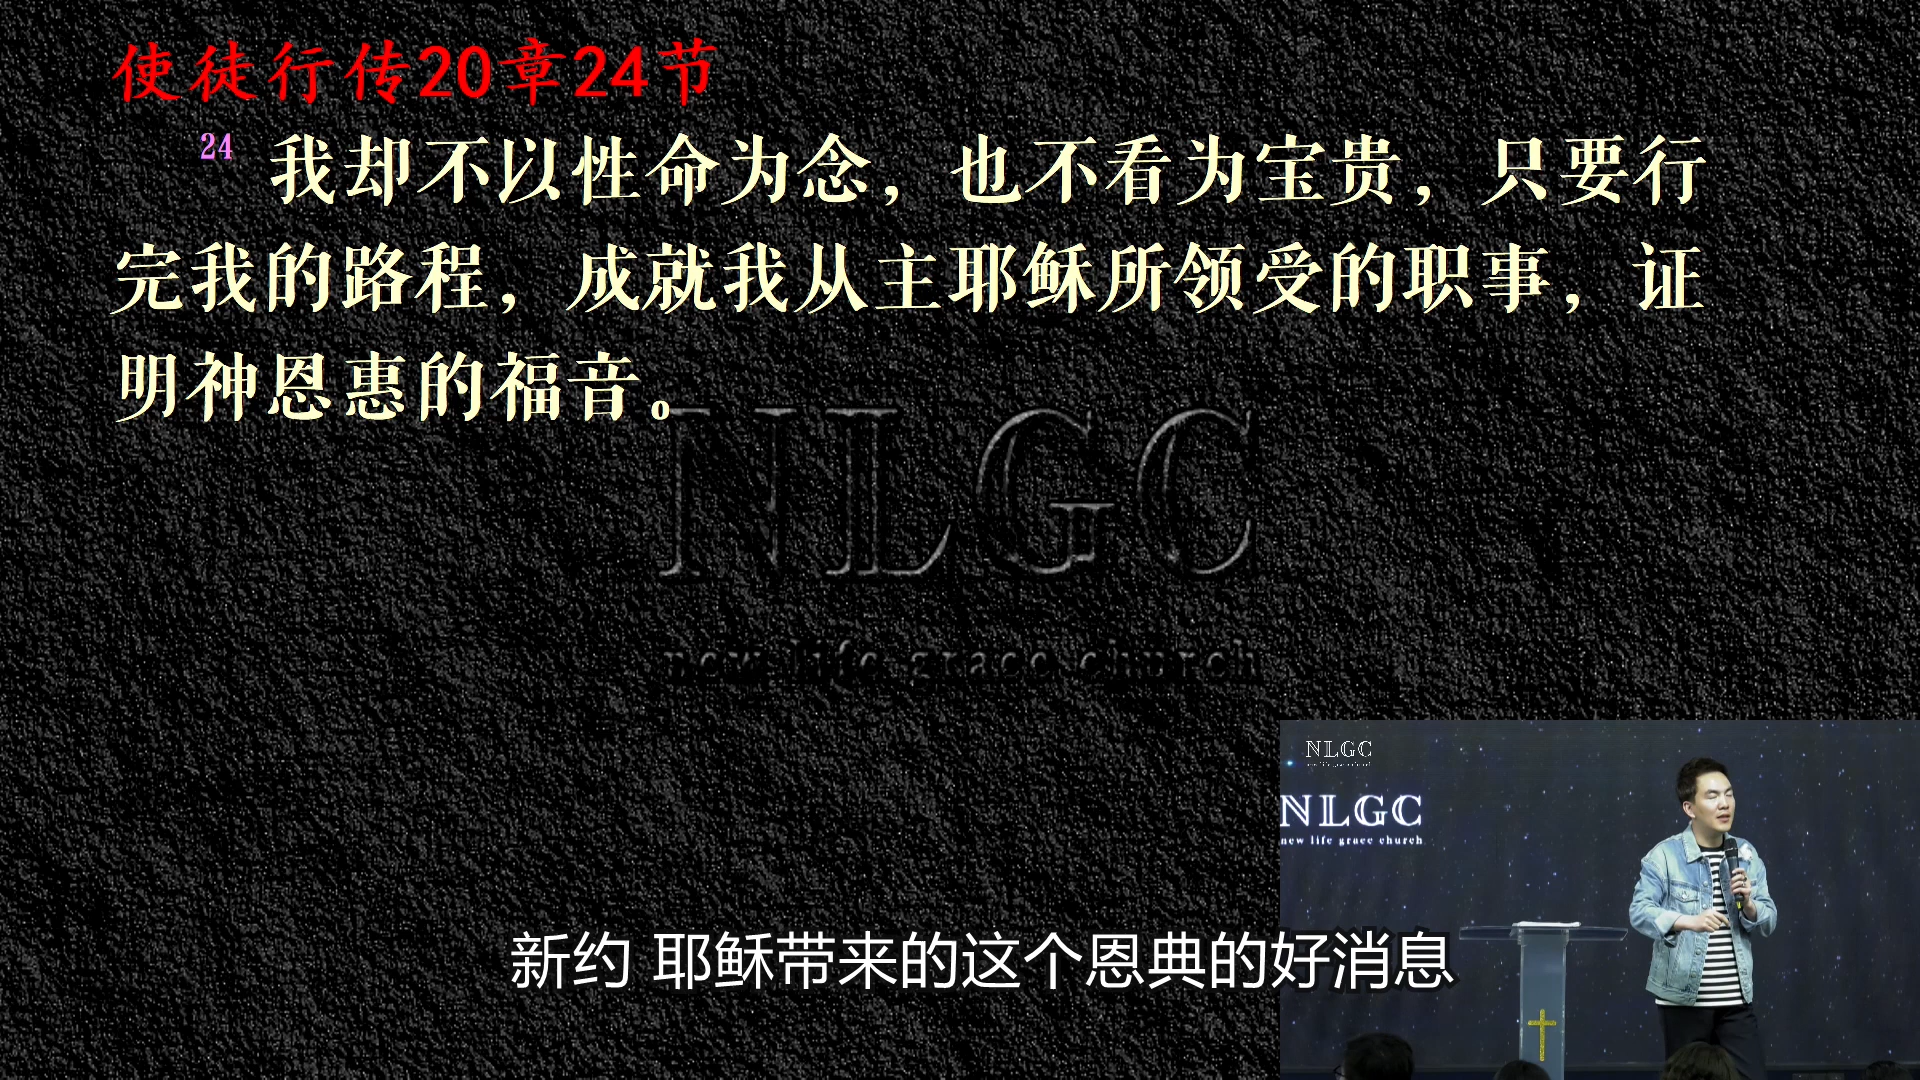 使徒行传20章24节
24 我却不以性命为念，也不看为宝贵，只要行
完我的路程，成就我从主耶稣所领受的职事，证
明神恩惠的福音。
NLGC
new life grace church
NLGC
NLGC
new life grace church
新约 耶稣带来的这个恩典的好消息